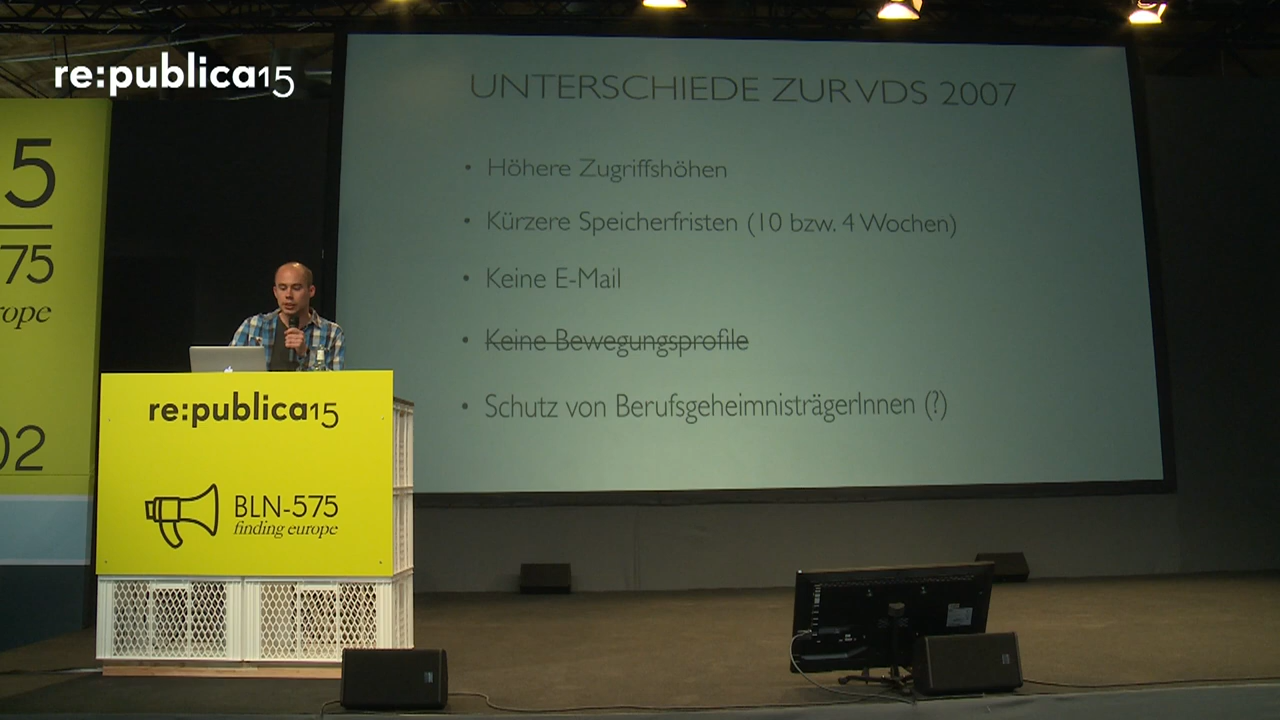 re:publica15
UNTERSCHIEDE ZUR VDS 2007
• Höhere Zugriffshöhen
• Kürzere Speicherfristen (10 bzw. 4 Wochen)
• Keine E-Mail
• Keine Bewegungsprofile
• Schutz von BerufsgeheimnisträgerInnen (?)
5
75
rope
02
re:publica15
BLN-575
finding europe